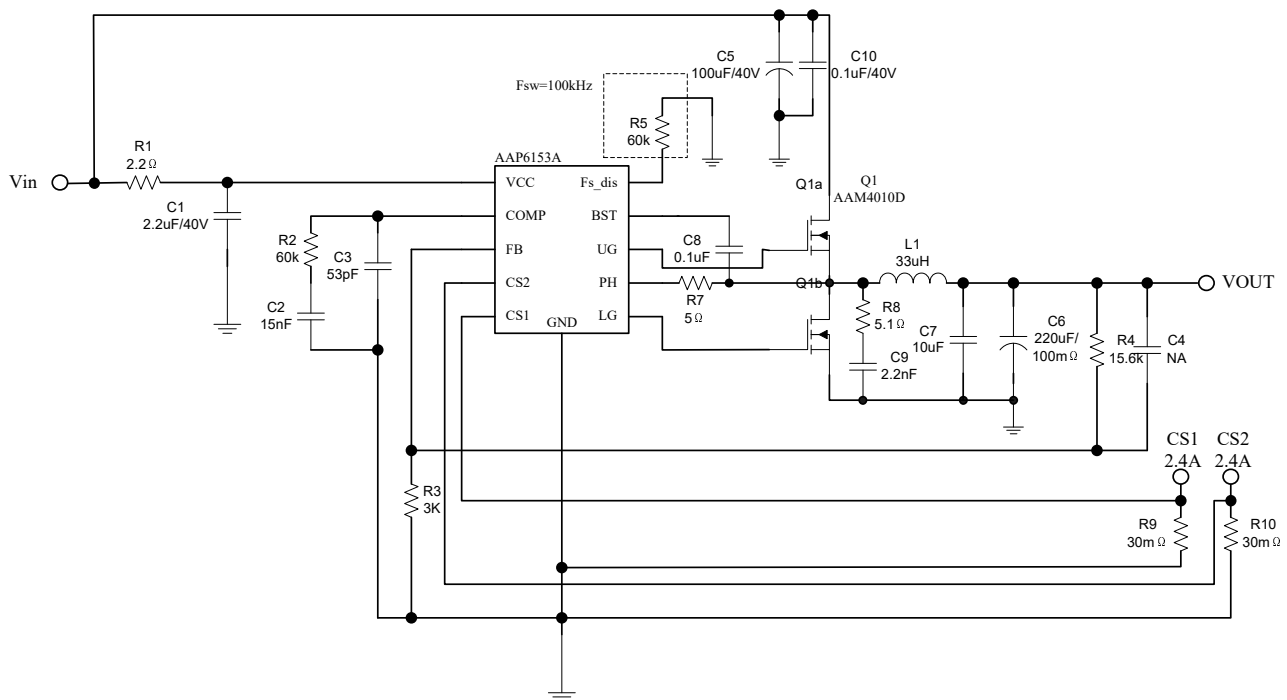 C5
100uF/40V
C10
0.1uF/40V
Fsw=100kHz
R5
60k
R1
2.2Ω
AAP6153A
Q1a
Q1
AAM4010D
Vin
VCC
Fs_dis
C1
2.2uF/40V
COMP
BST
R2
60k
C3
53pF
FB
UG
C8
0.1uF
L1
33uH
CS2
PH
R7
5Ω
Q1b
VOUT
C2
15nF
CS1
LG
GND
R8
5.1Ω
C7
10uF
C6
220uF/
100mΩ
R4
15.6k
C4
NA
C9
2.2nF
CS1
2.4A
CS2
2.4A
R3
3K
R9
30mΩ
R10
30mΩ